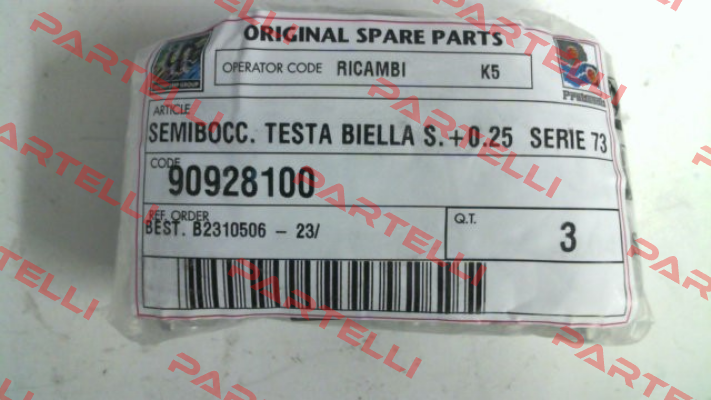 ORIGINAL SPARE PARTS
OPERATOR CODE RICAMBI K5
ARTICLE
SEMIBOCC. TESTA BIELLA S.+0.25 SERIE 73
CODE
90928100
REF. ORDER
BEST. B2310506 - 23/
Q.T.
3
PARTELLI
PARTELLI
PARTELLI
PARTELLI
PARTELLI
PARTELLI